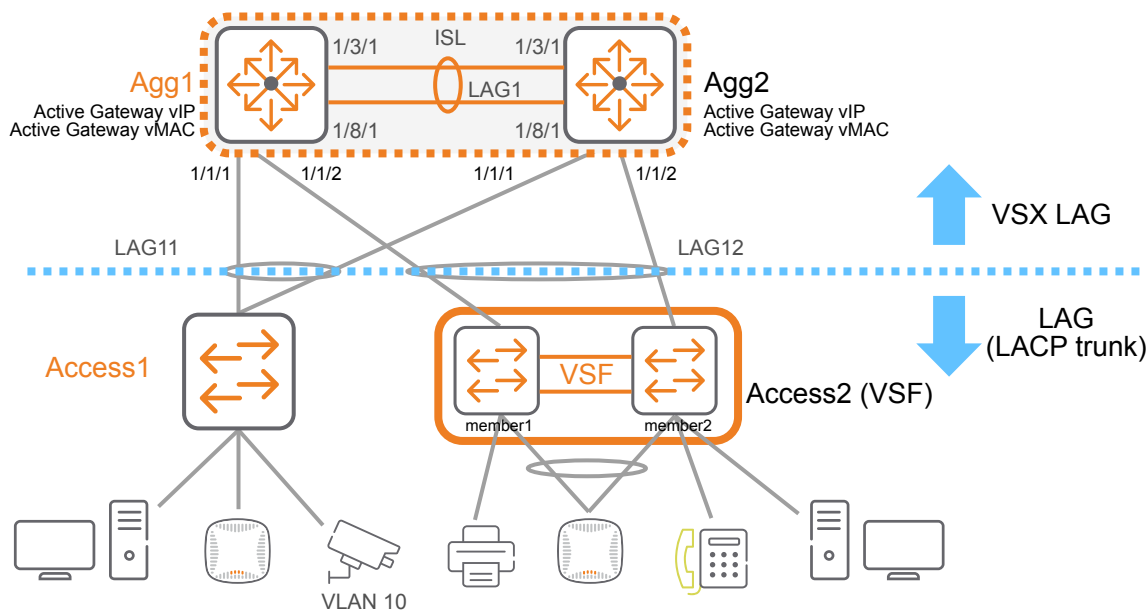 1/3/1
ISL
1/3/1
Agg1
LAG1
Agg2
Active Gateway vIP
Active Gateway vMAC
Active Gateway vIP
Active Gateway vMAC
1/8/1
1/8/1
1/1/1
1/1/2
1/1/1
1/1/2
VSX LAG
LAG11
LAG12
LAG
(LACP trunk)
Access1
VSF
Access2 (VSF)
member1
member2
VLAN 10